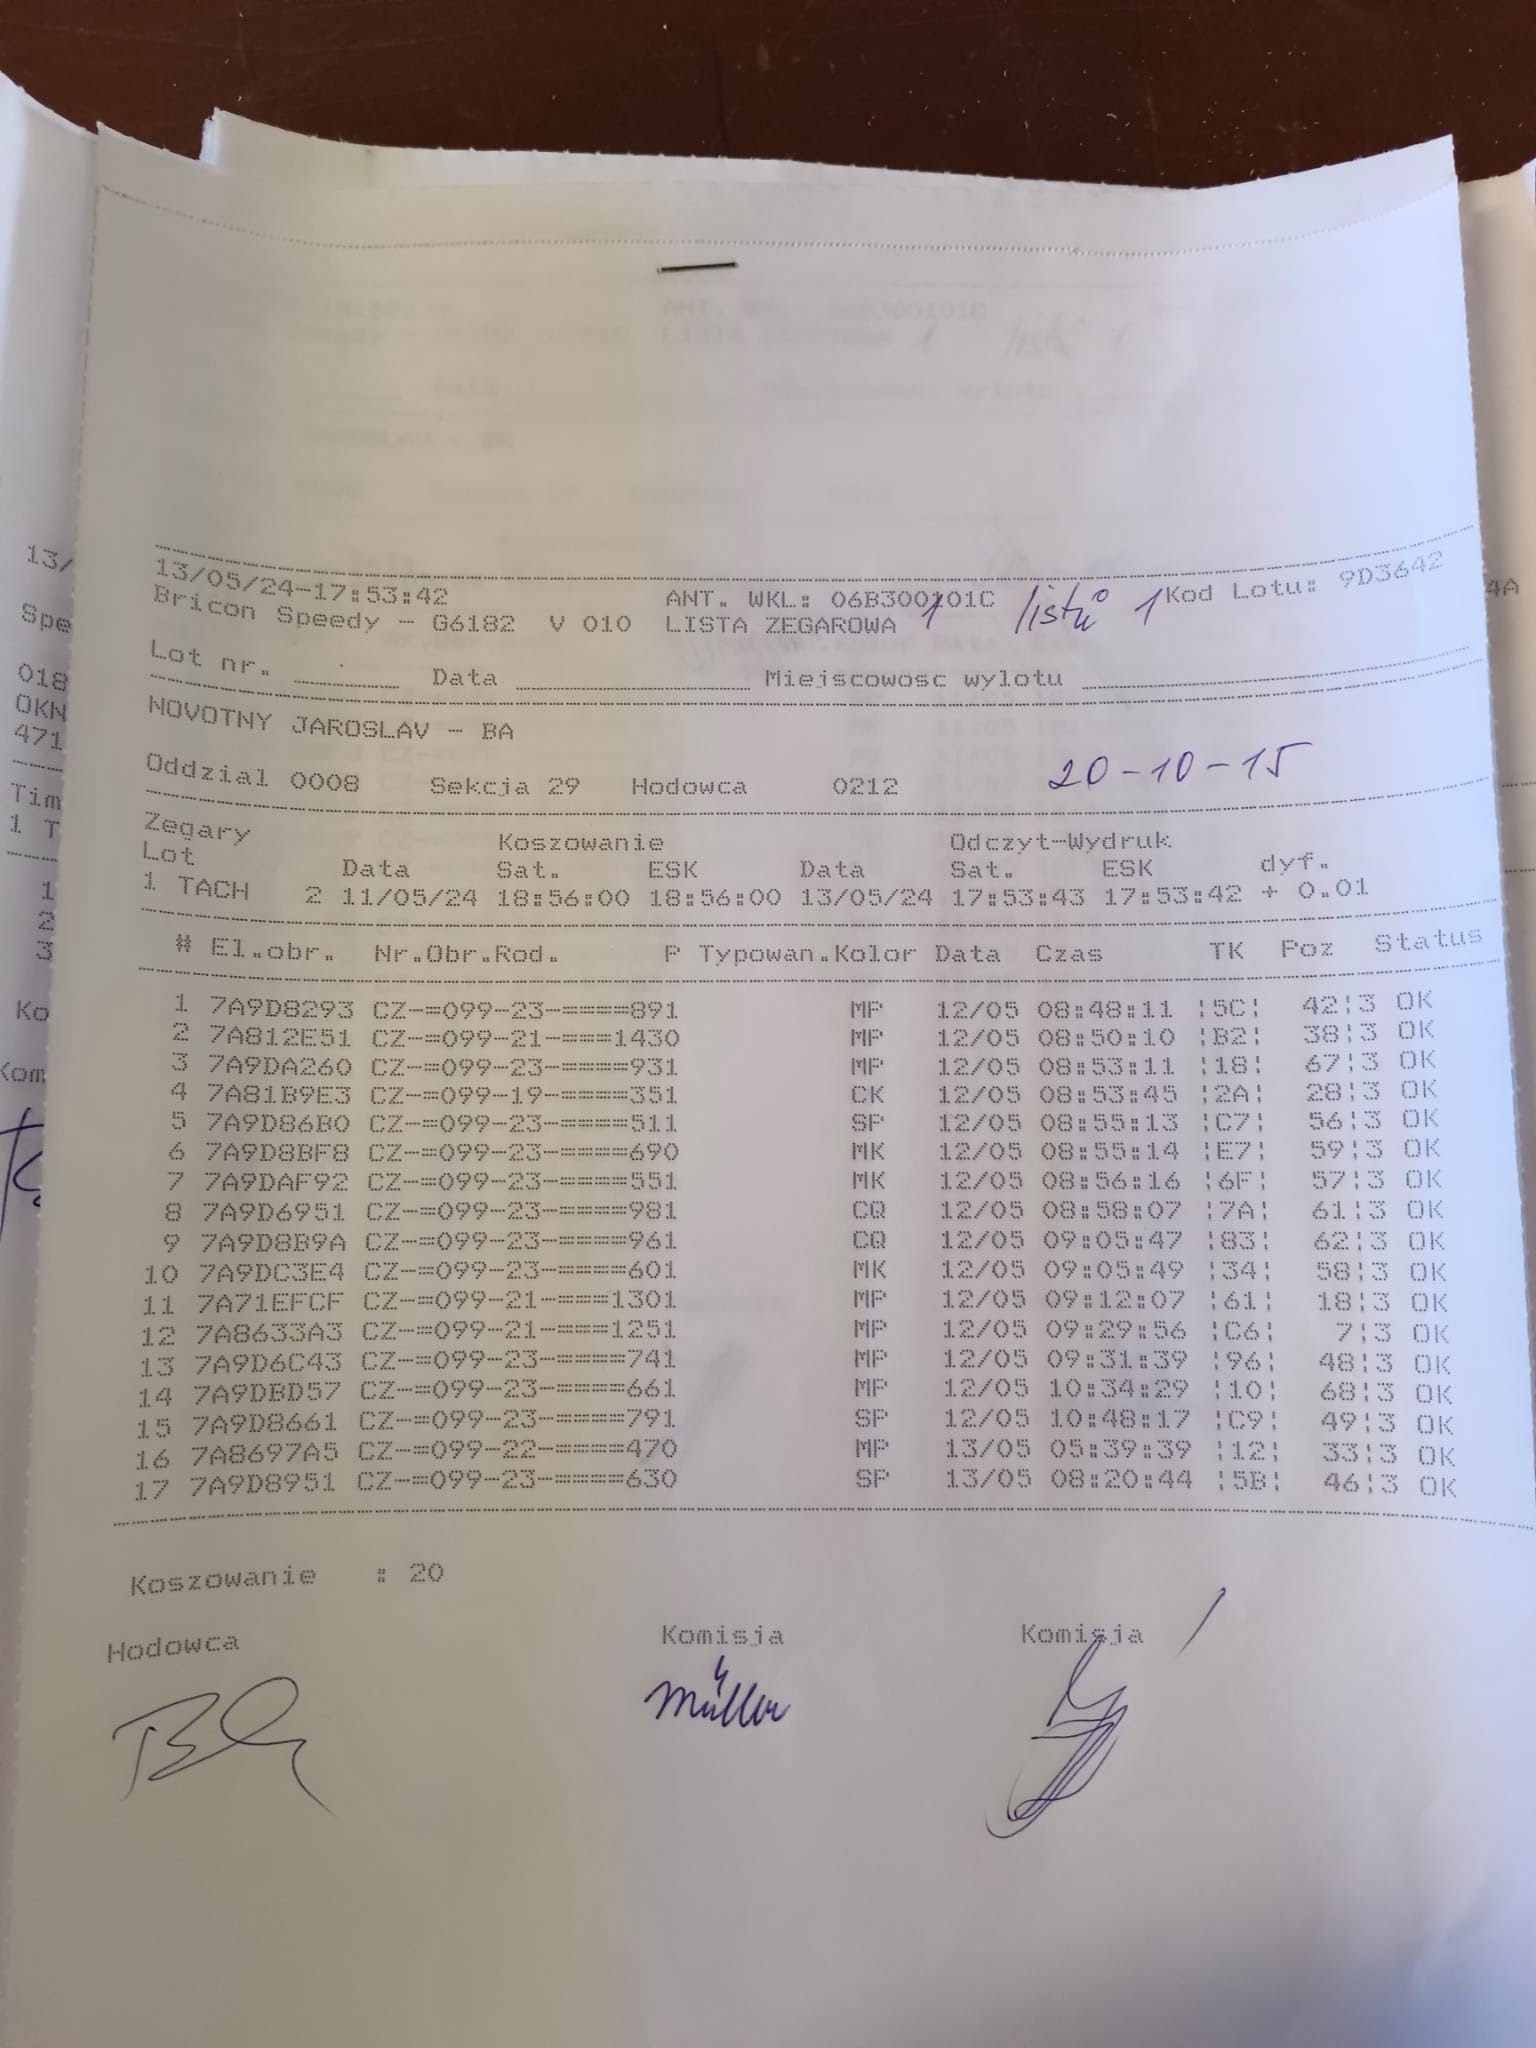 13/05/24-17:53:42 ANT. WKL: 06B300101C Kod Lotu: 9D3642
Bricon Speedy - G6182 V 010 LISTA ZEGAROWA 1 listů 1
Lot nr. ________ Data ________ Miejscowosc wylotu ________
NOVOTNY JAROSLAV - BA
Oddzial 0008 Sekcja 29 Hodowca 0212 20-10-15
Zegary Koszowanie Odczyt-Wydruk
Lot Data Sat. ESK Data Sat. ESK dyf.
1 TACH 2 11/05/24 18:56:00 18:56:00 13/05/24 17:53:43 17:53:42 + 0.01
# El.obr. Nr.Obr.Rod. P Typowan.Kolor Data Czas TK Poz Status
1 7A9D8293 CZ-=099-23-=====891 MP 12/05 08:48:11 ¦5C¦ 42¦3 OK
2 7A812E51 CZ-=099-21-====1430 MP 12/05 08:50:10 ¦B2¦ 38¦3 OK
3 7A9DA260 CZ-=099-23-=====931 MP 12/05 08:53:11 ¦18¦ 67¦3 OK
4 7A81B9E3 CZ-=099-19-=====351 CK 12/05 08:53:45 ¦2A¦ 28¦3 OK
5 7A9D86B0 CZ-=099-23-=====511 SP 12/05 08:55:13 ¦C7¦ 56¦3 OK
6 7A9D8BF8 CZ-=099-23-=====690 MK 12/05 08:55:14 ¦E7¦ 59¦3 OK
7 7A9DAF92 CZ-=099-23-=====551 MK 12/05 08:56:16 ¦6F¦ 57¦3 OK
8 7A9D6951 CZ-=099-23-=====981 CQ 12/05 08:58:07 ¦7A¦ 61¦3 OK
9 7A9D8B9A CZ-=099-23-=====961 CQ 12/05 09:05:47 ¦83¦ 62¦3 OK
10 7A9DC3E4 CZ-=099-23-=====601 MK 12/05 09:05:49 ¦34¦ 58¦3 OK
11 7A71EFCF CZ-=099-21-====1301 MP 12/05 09:12:07 ¦61¦ 18¦3 OK
12 7A8633A3 CZ-=099-21-====1251 MP 12/05 09:29:56 ¦C6¦ 7¦3 OK
13 7A9D6C43 CZ-=099-23-=====741 MP 12/05 09:31:39 ¦96¦ 48¦3 OK
14 7A9DBD57 CZ-=099-23-=====661 MP 12/05 10:34:29 ¦10¦ 68¦3 OK
15 7A9D8661 CZ-=099-23-=====791 SP 12/05 10:48:17 ¦C9¦ 49¦3 OK
16 7A8697A5 CZ-=099-22-=====470 MP 13/05 05:39:39 ¦12¦ 33¦3 OK
17 7A9D8951 CZ-=099-23-=====630 SP 13/05 08:20:44 ¦5B¦ 46¦3 OK
Koszowanie : 20
Hodowca Komisja Komisja
Müller